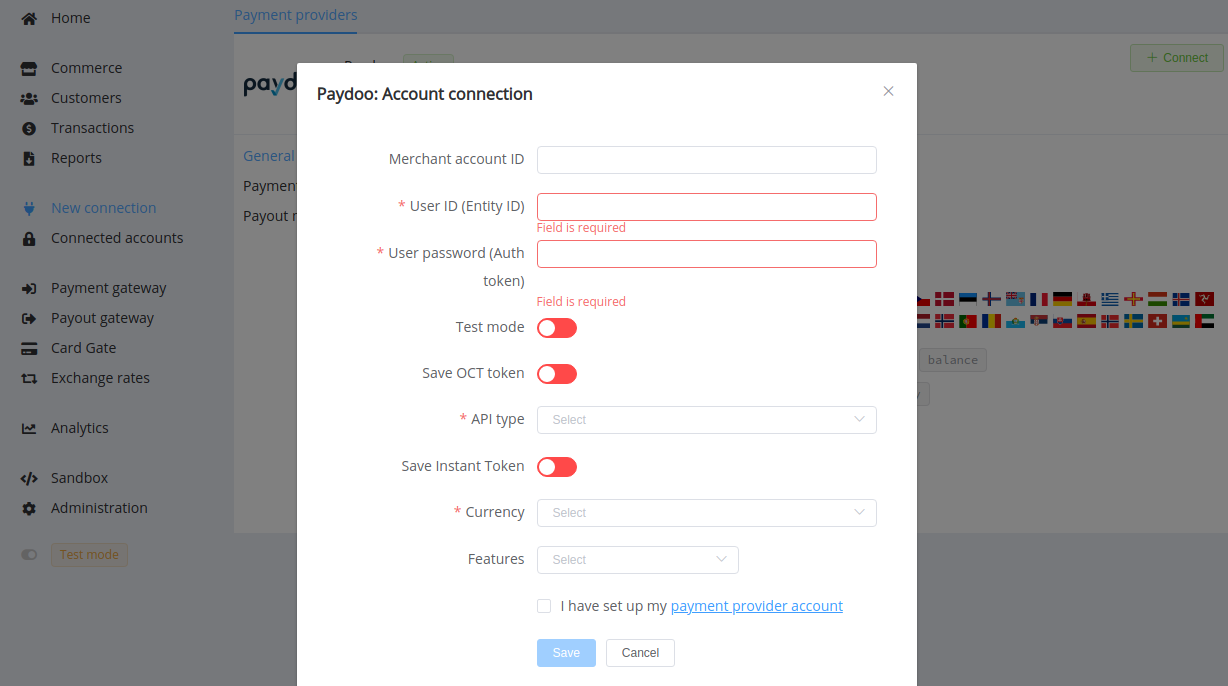 Home
Commerce
Customers
Transactions
Reports
New connection
Connected accounts
Payment gateway
Payout gateway
Card Gate
Exchange rates
Analytics
Sandbox
Administration
Test mode
Payment providers
Connect
General
balance
Paydoo: Account connection
Merchant account ID
* User ID (Entity ID)
Field is required
* User password (Auth
token)
Field is required
Test mode
Save OCT token
* API type
Select
Save Instant Token
* Currency
Select
Features
Select
I have set up my payment provider account
Save
Cancel